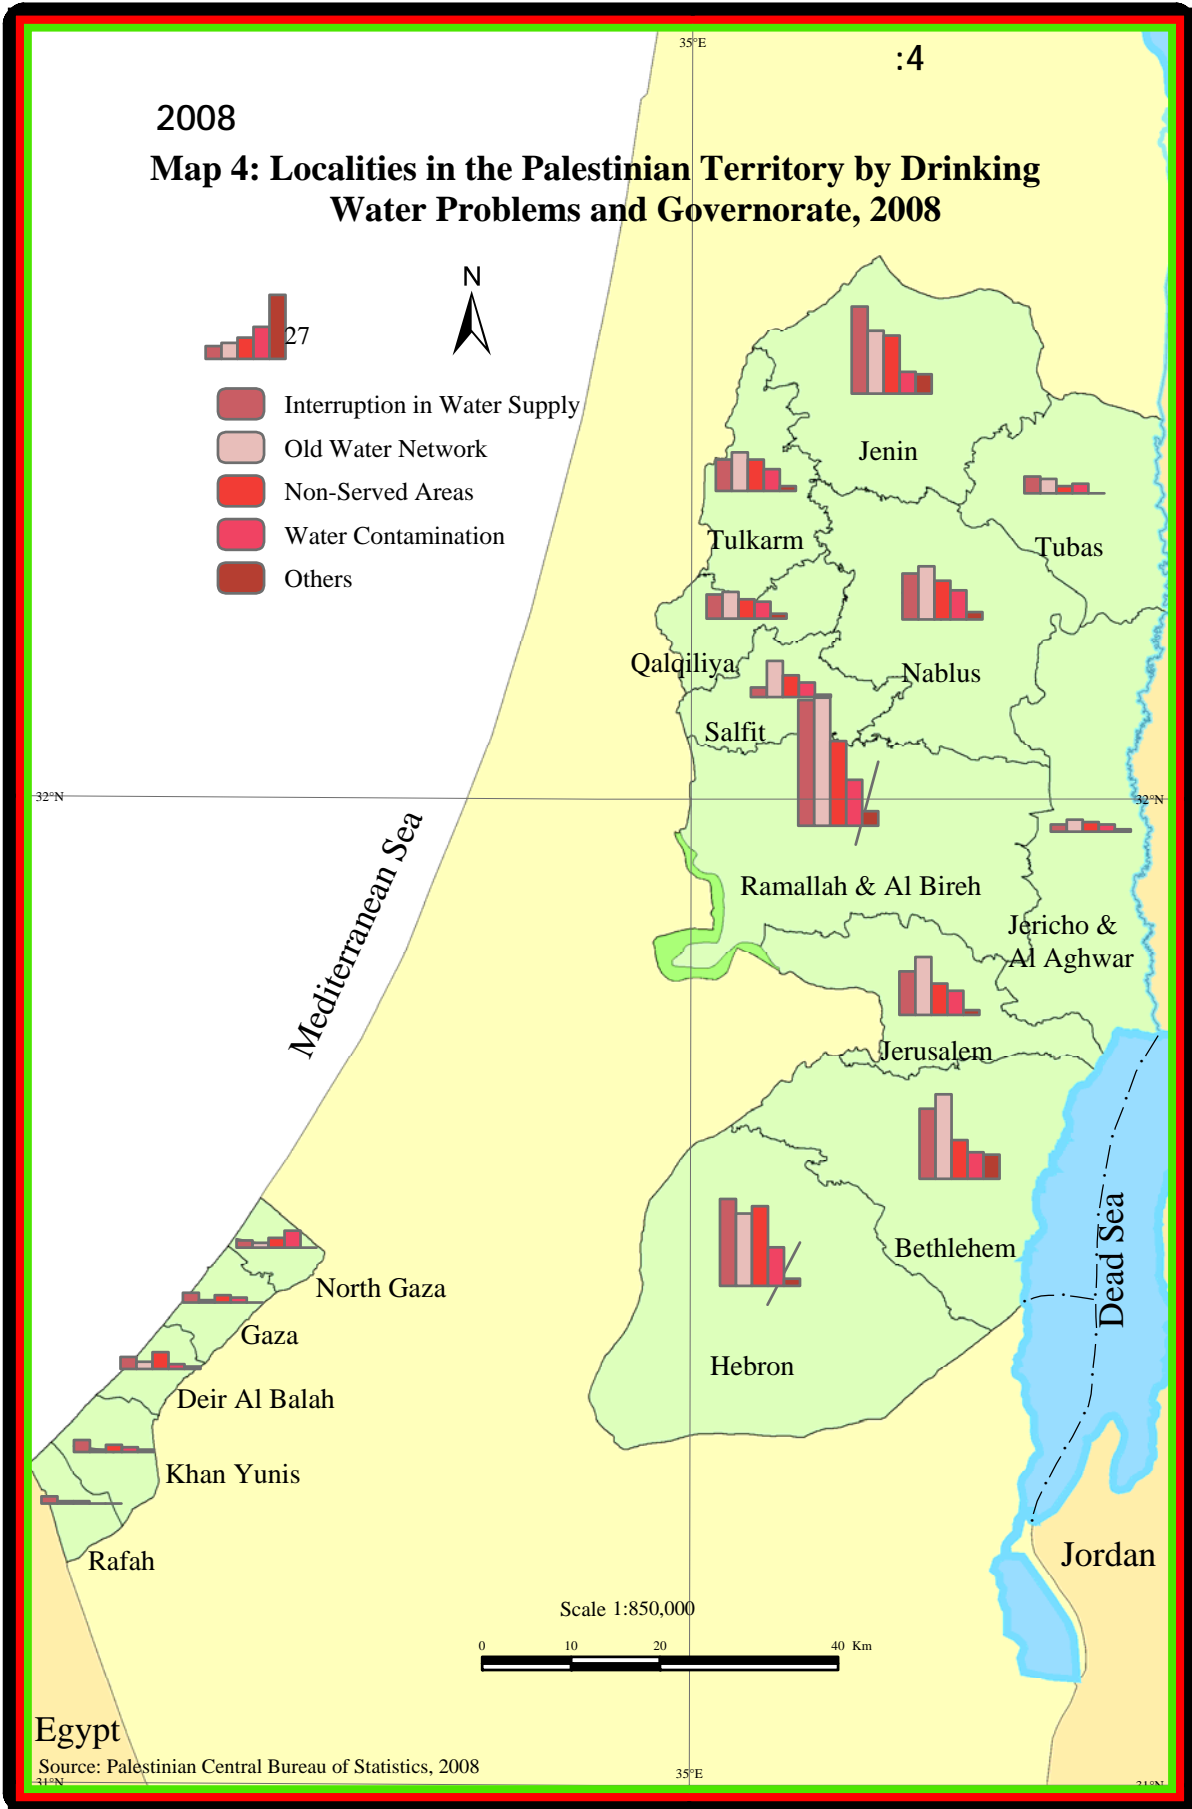 35°E
:4
2008
Map 4: Localities in the Palestinian Territory by Drinking
Water Problems and Governorate, 2008
N
27
Interruption in Water Supply
Old Water Network
Non-Served Areas
Water Contamination
Others
Jenin
Tulkarm
Tubas
Qalqiliya
Nablus
Salfit
32°N
32°N
Mediterranean Sea
Ramallah & Al Bireh
Jericho &
Al Aghwar
Jerusalem
Bethlehem
Dead Sea
North Gaza
Gaza
Hebron
Deir Al Balah
Khan Yunis
Rafah
Jordan
Scale 1:850,000
0 10 20 40 Km
Egypt
Source: Palestinian Central Bureau of Statistics, 2008
35°E
31°N
31°N